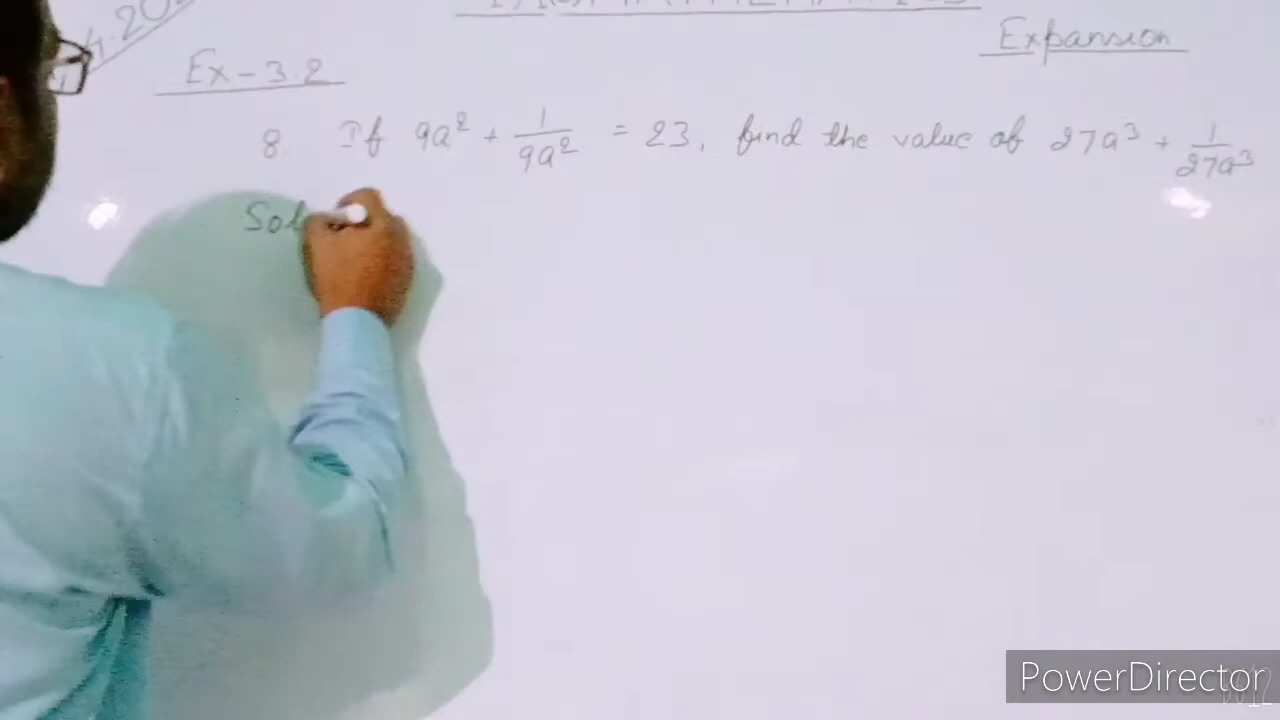 Expansion
Ex-3.2
8 If 9a² + 1/9a² = 23, find the value of 27a³ + 1/27a³
Sol
PowerDirector